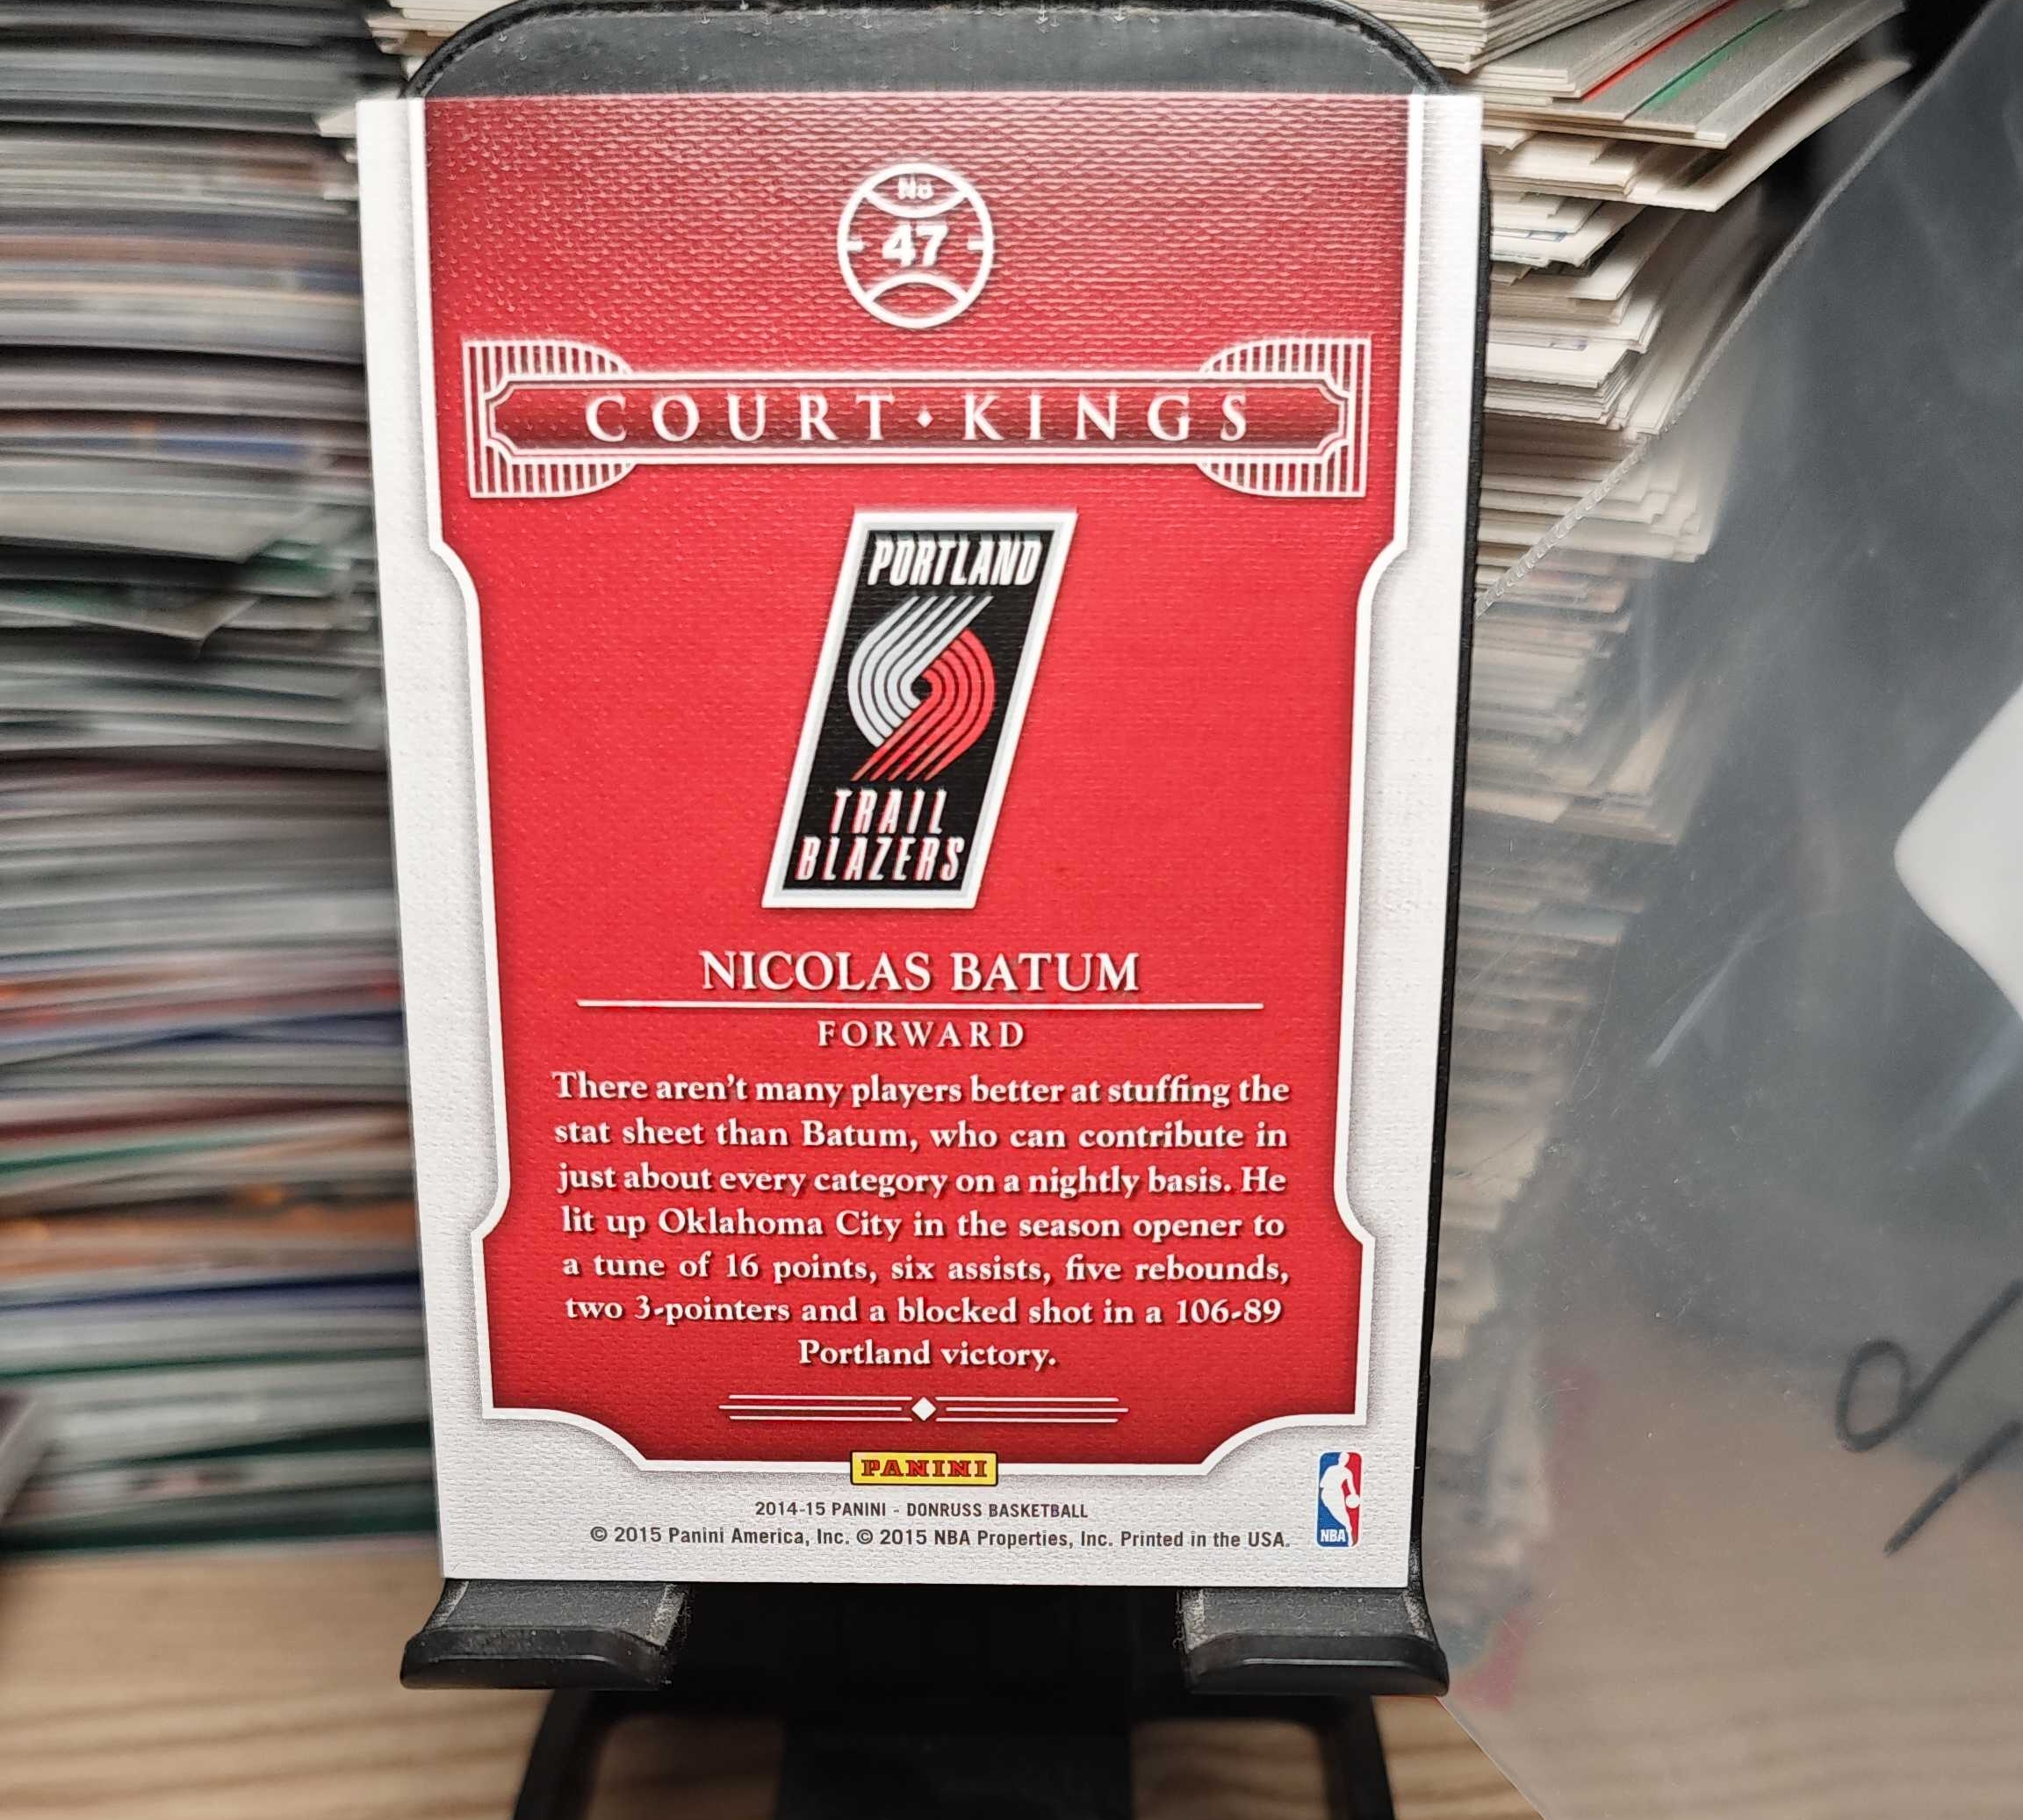 No
47
COURT • KINGS
PORTLAND
TRAIL
BLAZERS
NICOLAS BATUM
FORWARD
There aren't many players better at stuffing the
stat sheet than Batum, who can contribute in
just about every category on a nightly basis. He
lit up Oklahoma City in the season opener to
a tune of 16 points, six assists, five rebounds,
two 3-pointers and a blocked shot in a 106-89
Portland victory.
PANINI
2014-15 PANINI - DONRUSS BASKETBALL
© 2015 Panini America, Inc. © 2015 NBA Properties, Inc. Printed in the USA.
NBA